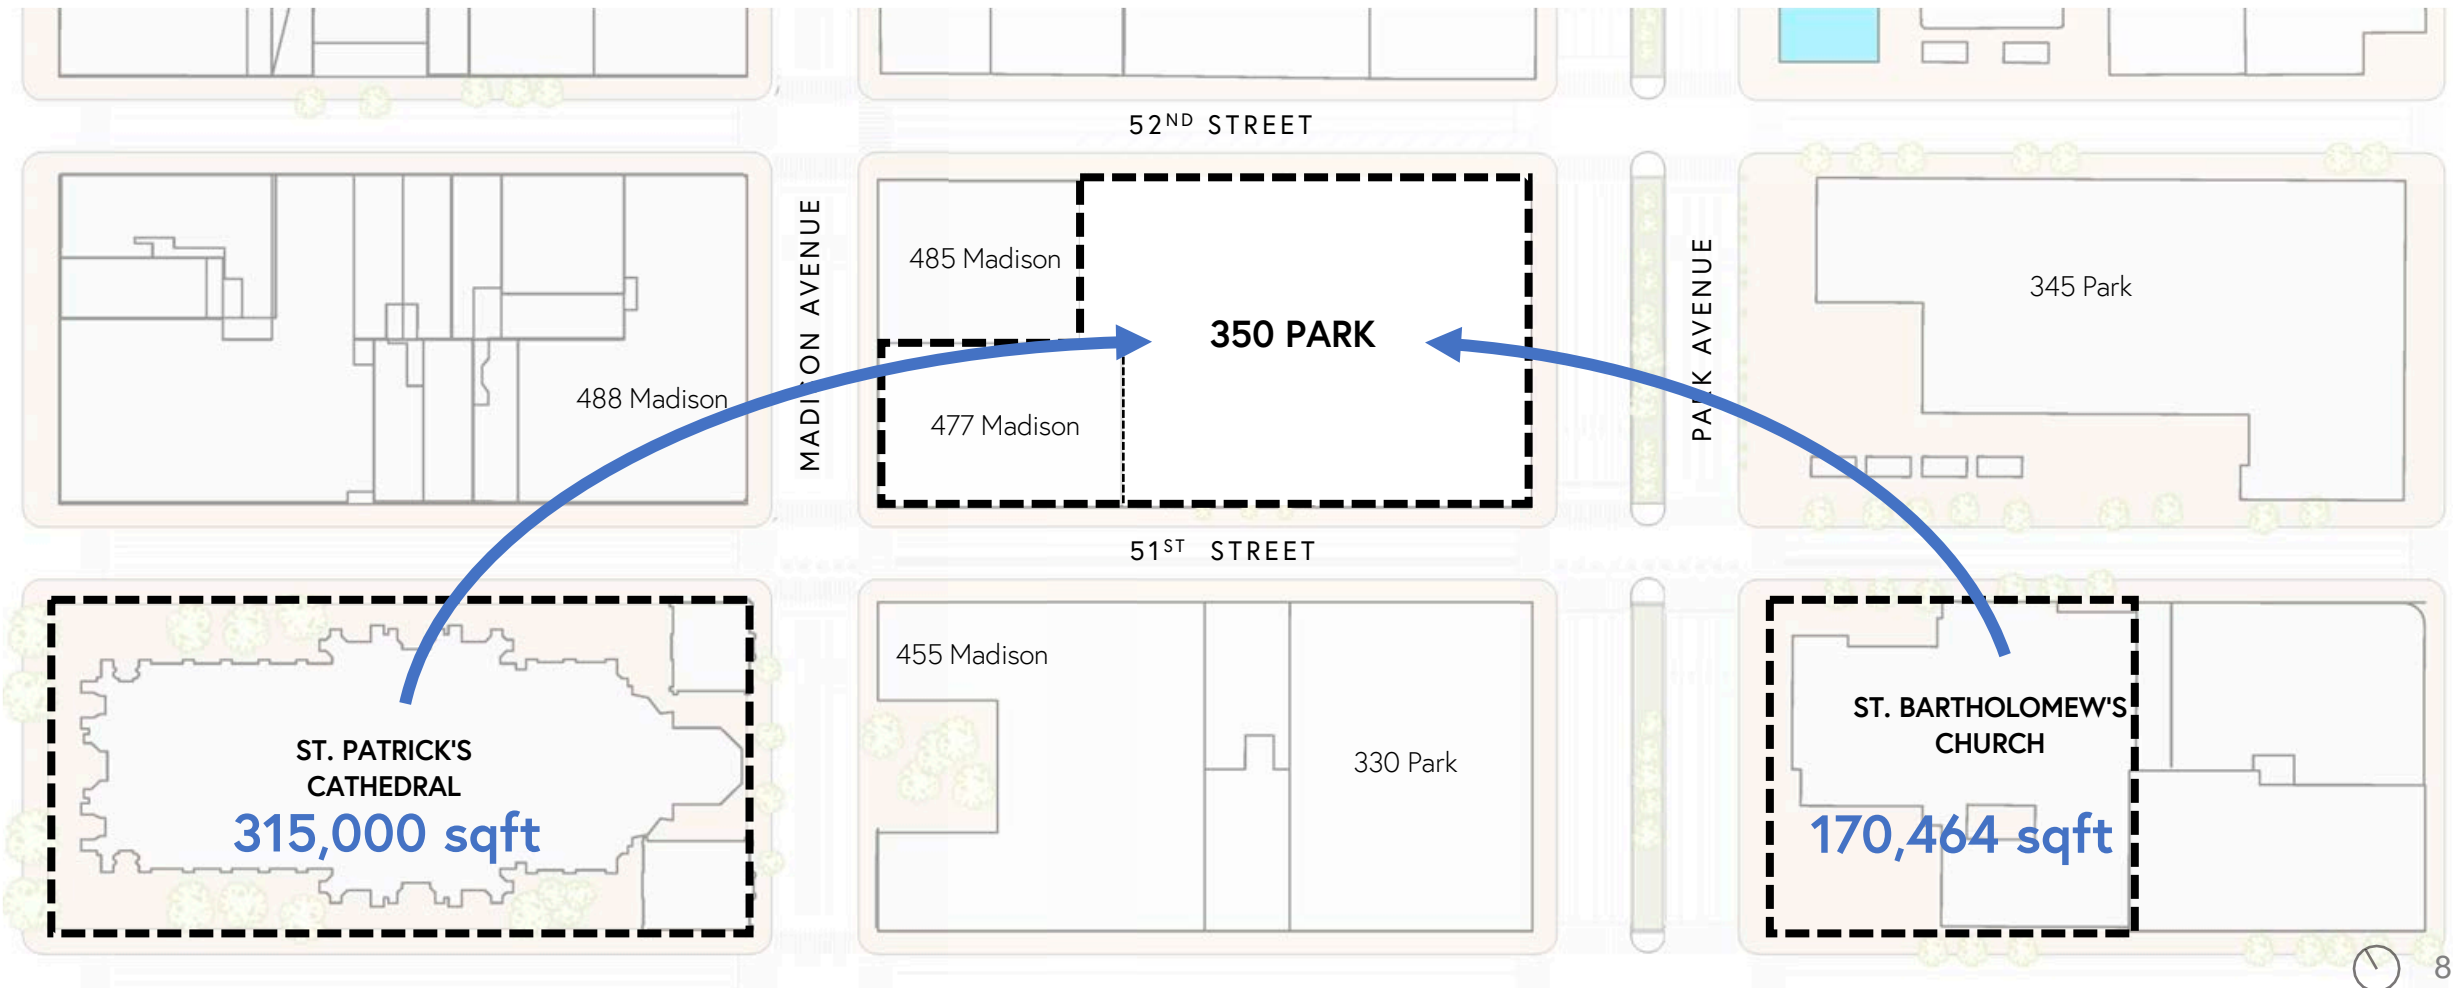 52ND STREET
MADISON AVENUE
485 Madison
350 PARK
PARK AVENUE
345 Park
488 Madison
477 Madison
51ST STREET
455 Madison
330 Park
ST. PATRICK'S
CATHEDRAL
315,000 sqft
ST. BARTHOLOMEW'S
CHURCH
170,464 sqft
8